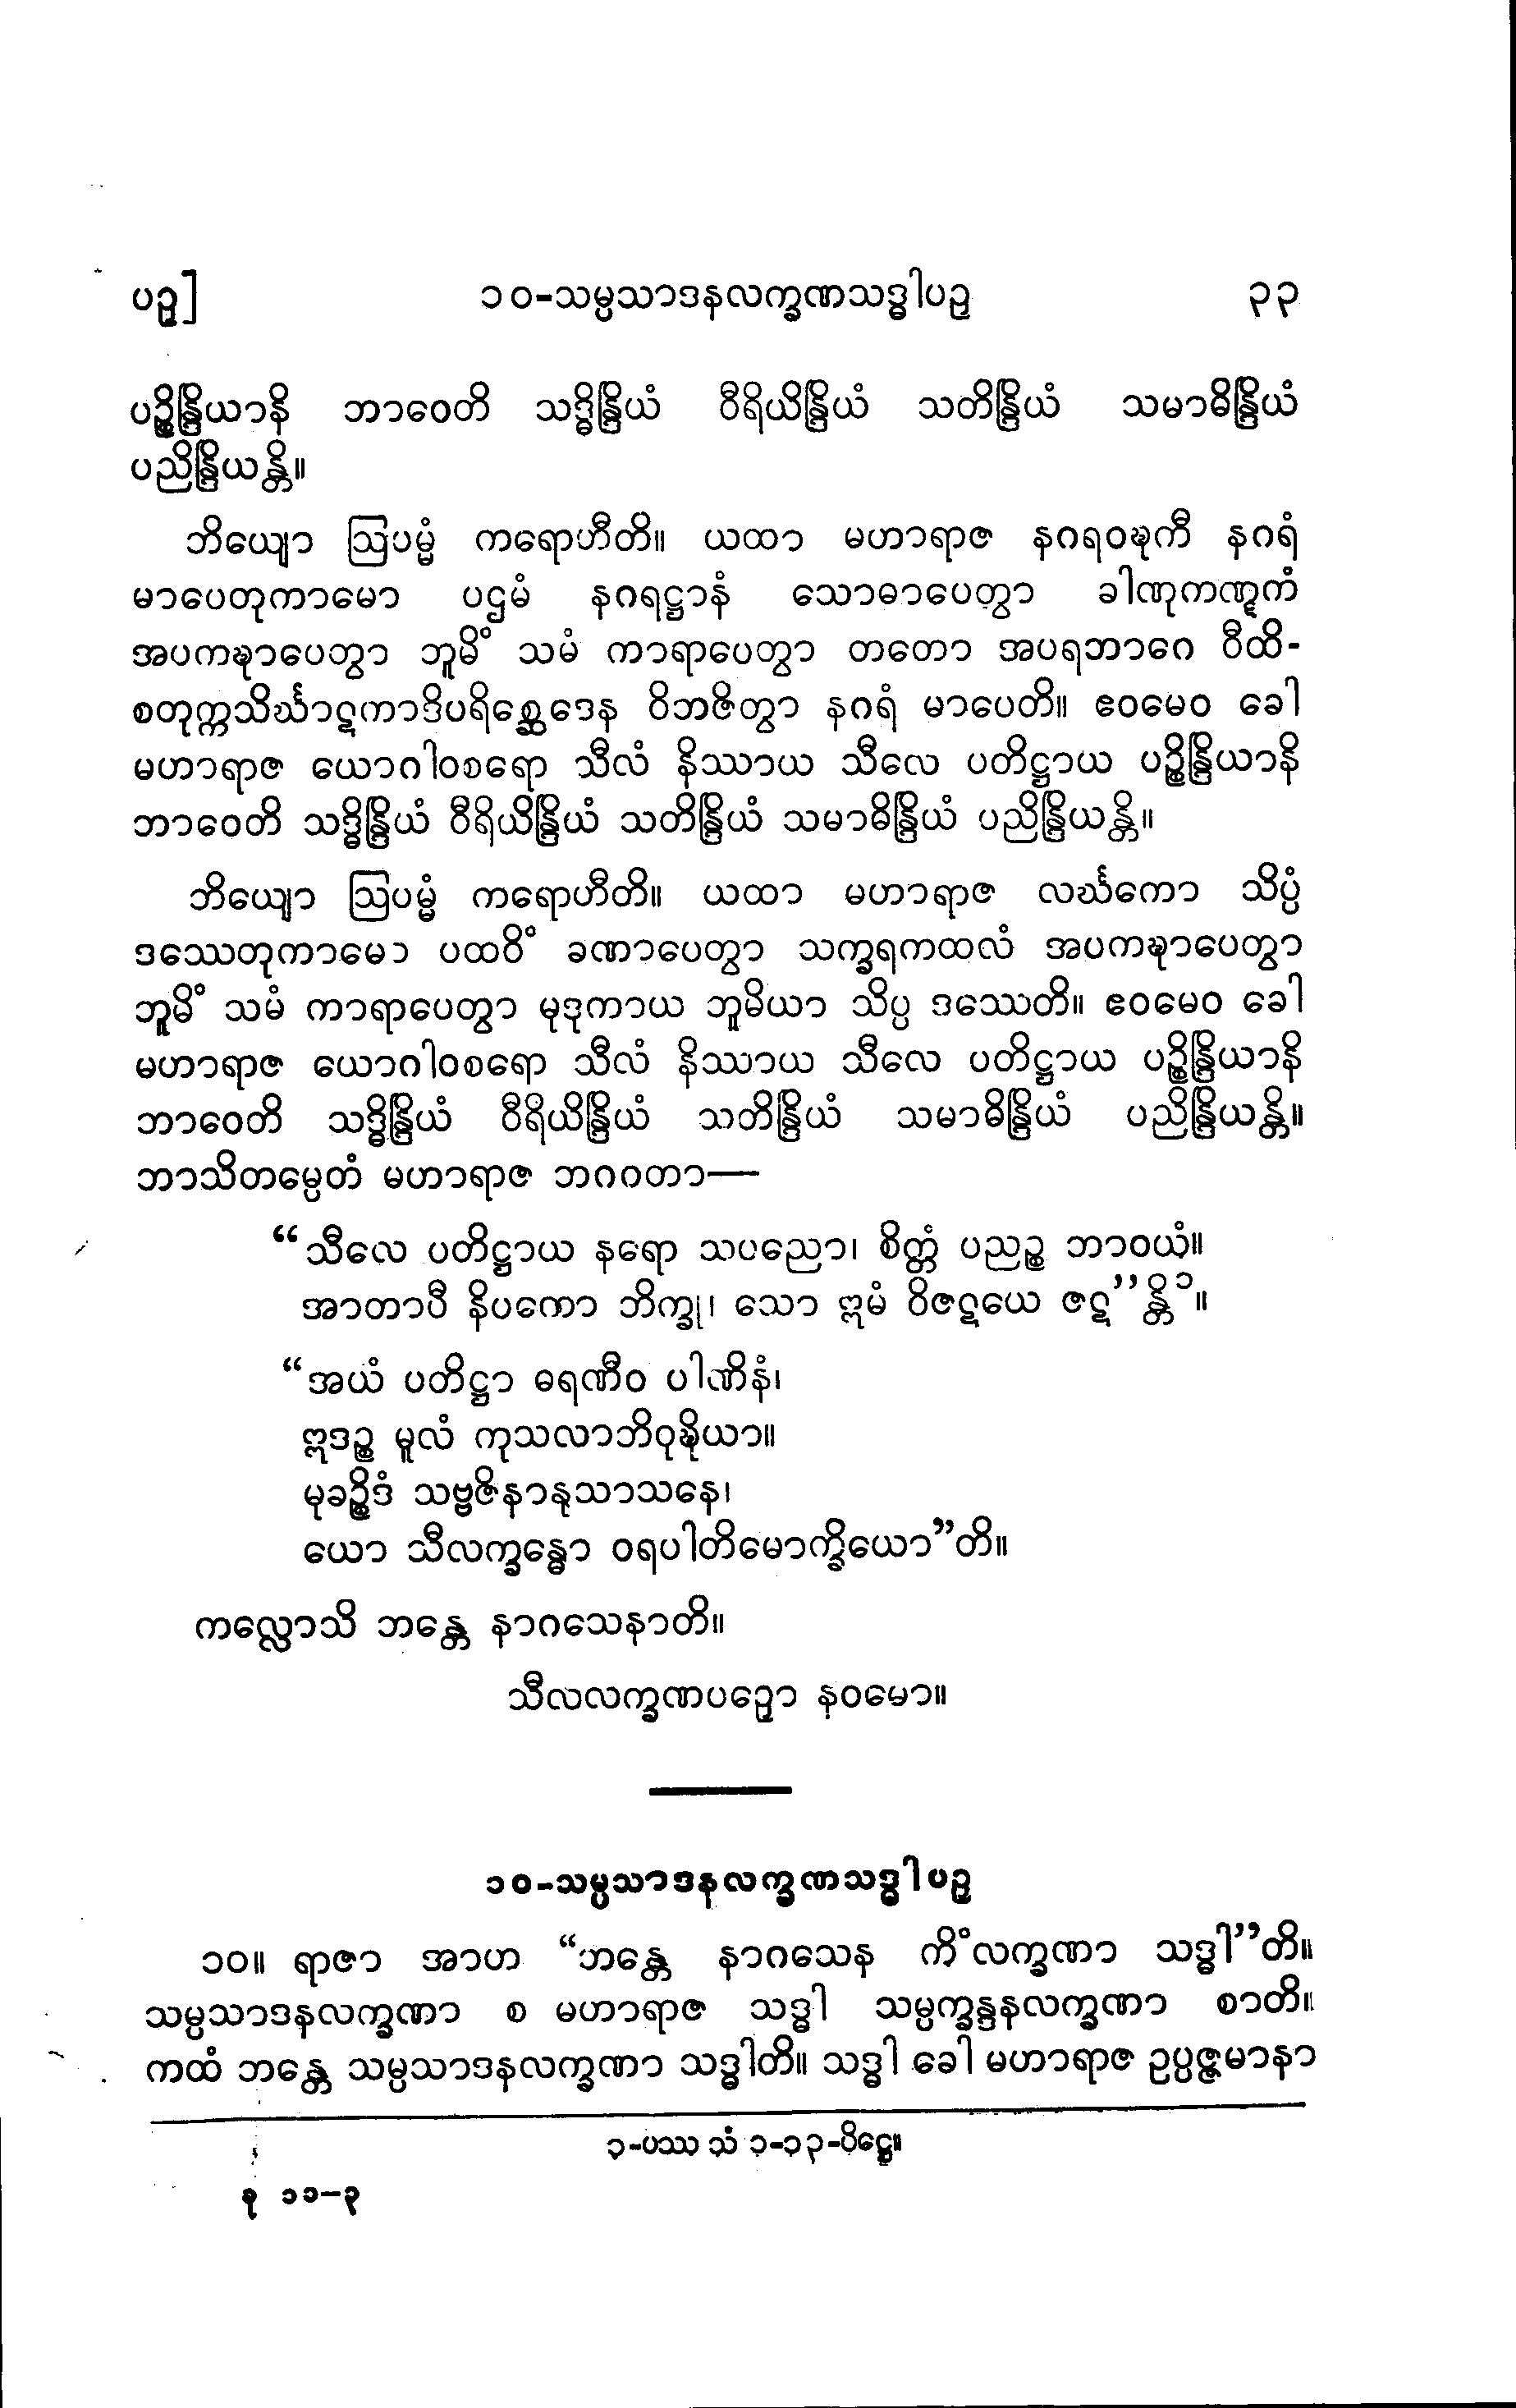 ပဥှ]
၁၀-သမ္ပသာဒနလက္ခဏသဒ္ဓါပဥှ
၃၃
ပဉ္စိန္ဒြိယာနိ ဘာဝေတိ သဒ္ဓိန္ဒြိယံ ဝီရိယိန္ဒြိယံ သတိန္ဒြိယံ သမာဓိန္ဒြိယံ
ပညိန္ဒြိယန္တိ။
ဘိယျော ဩပမ္မံ ကရောဟီတိ။ ယထာ မဟာရာဇ နဂရဝဍ္ဎကီ နဂရံ
မာပေတုကာမော ပဌမံ နဂရဋ္ဌာနံ သောဓာပေတွာ ခါဏုကဏ္ဋကံ
အပကဍ္ဎာပေတွာ ဘူမိံ သမံ ကာရာပေတွာ တတော အပရဘာဂေ ဝီထိ-
စတုက္ကသိင်္ဃာဋကာဒိပရိစ္ဆေဒေန ဝိဘဇိတွာ နဂရံ မာပေတိ။ ဧဝမေဝ ခေါ
မဟာရာဇ ယောဂါဝစရော သီလံ နိဿာယ သီလေ ပတိဋ္ဌာယ ပဉ္စိန္ဒြိယာနိ
ဘာဝေတိ သဒ္ဓိန္ဒြိယံ ဝီရိယိန္ဒြိယံ သတိန္ဒြိယံ သမာဓိန္ဒြိယံ ပညိန္ဒြိယန္တိ။
ဘိယျော ဩပမ္မံ ကရောဟီတိ။ ယထာ မဟာရာဇ လင်္ဃကော သိပ္ပံ
ဒဿေတုကာမော ပထဝိံ ခဏာပေတွာ သက္ခရကထလံ အပကဍ္ဎာပေတွာ
ဘူမိံ သမံ ကာရာပေတွာ မုဒုကာယ ဘူမိယာ သိပ္ပ ဒဿေတိ။ ဧဝမေဝ ခေါ
မဟာရာဇ ယောဂါဝစရော သီလံ နိဿာယ သီလေ ပတိဋ္ဌာယ ပဉ္စိန္ဒြိယာနိ
ဘာဝေတိ သဒ္ဓိန္ဒြိယံ ဝီရိယိန္ဒြိယံ သတိန္ဒြိယံ သမာဓိန္ဒြိယံ ပညိန္ဒြိယန္တိ။
ဘာသိတမ္ပေတံ မဟာရာဇ ဘဂဝတာ—
“သီလေ ပတိဋ္ဌာယ နရော သပညော၊ စိတ္တံ ပညဉ္စ ဘာဝယံ။
အာတာပီ နိပကော ဘိက္ခု၊ သော ဣမံ ဝိဇဋယေ ဇဋ”န္တိ၁။
“အယံ ပတိဋ္ဌာ ဓရဏီဝ ပါဏိနံ၊
ဣဒဉ္စ မူလံ ကုသလာဘိဝုဍ္ဎိယာ။
မုခဉ္စိဒံ သဗ္ဗဇိနာနုသာသနေ၊
ယော သီလက္ခန္ဓော ဝရပါတိမောက္ခိယော”တိ။
ကလ္လောသိ ဘန္တေ နာဂသေနာတိ။
သီလလက္ခဏပဥှော နဝမော။
၁၀-သမ္ပသာဒနလက္ခဏသဒ္ဓါပဥှ
၁၀။ ရာဇာ အာဟ “ဘန္တေ နာဂသေန ကိံလက္ခဏာ သဒ္ဓါ”တိ။
သမ္ပသာဒနလက္ခဏာ စ မဟာရာဇ သဒ္ဓါ သမ္ပက္ခန္ဒနလက္ခဏာ စာတိ။
ကထံ ဘန္တေ သမ္ပသာဒနလက္ခဏာ သဒ္ဓါတိ။ သဒ္ဓါ ခေါ မဟာရာဇ ဥပ္ပဇ္ဇမာနာ
၁-ပဿ သံ ၁-၁၃-ပိဋ္ဌေ။
ခု ၁၁-၃